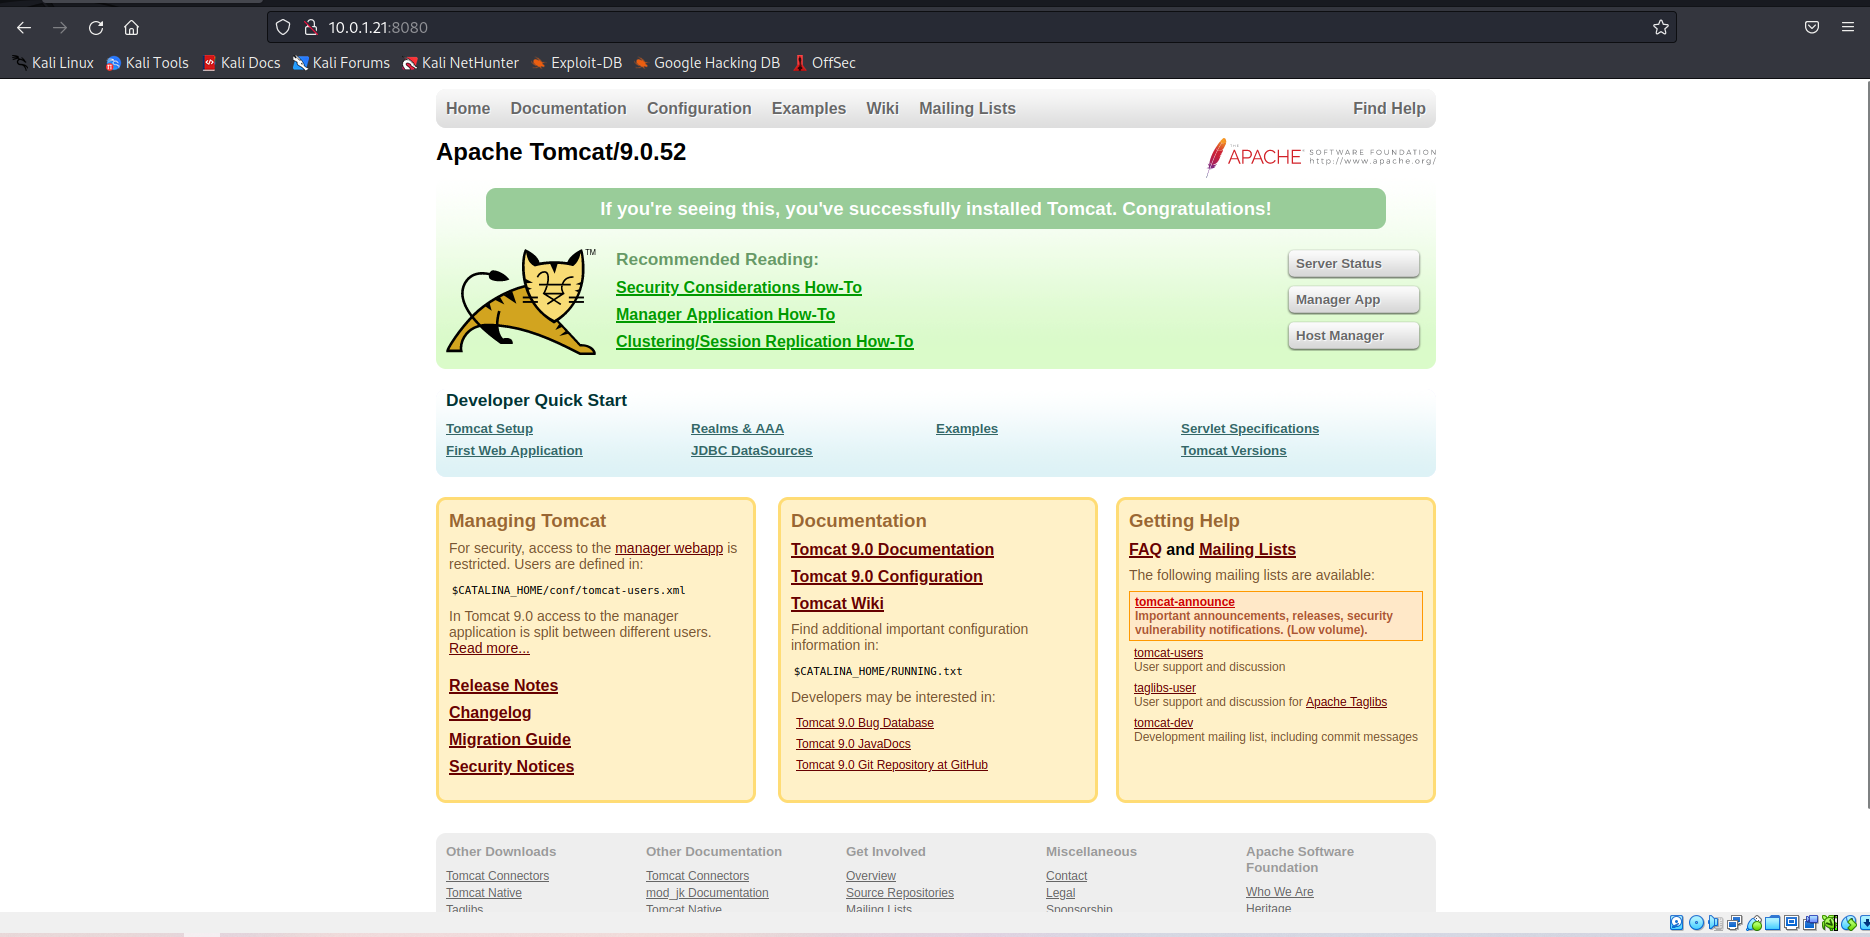 10.0.1.21:8080
Kali Linux Kali Tools Kali Docs Kali Forums Kali NetHunter Exploit-DB Google Hacking DB OffSec
Home Documentation Configuration Examples Wiki Mailing Lists Find Help
Apache Tomcat/9.0.52
THE APACHE SOFTWARE FOUNDATION
http://www.apache.org/
If you're seeing this, you've successfully installed Tomcat. Congratulations!
TM
Recommended Reading:
Security Considerations How-To
Manager Application How-To
Clustering/Session Replication How-To
Server Status
Manager App
Host Manager
Developer Quick Start
Tomcat Setup
First Web Application
Realms & AAA
JDBC DataSources
Examples
Servlet Specifications
Tomcat Versions
Managing Tomcat
For security, access to the manager webapp is
restricted. Users are defined in:
$CATALINA_HOME/conf/tomcat-users.xml
In Tomcat 9.0 access to the manager
application is split between different users.
Read more...
Release Notes
Changelog
Migration Guide
Security Notices
Documentation
Tomcat 9.0 Documentation
Tomcat 9.0 Configuration
Tomcat Wiki
Find additional important configuration
information in:
$CATALINA_HOME/RUNNING.txt
Developers may be interested in:
Tomcat 9.0 Bug Database
Tomcat 9.0 JavaDocs
Tomcat 9.0 Git Repository at GitHub
Getting Help
FAQ and Mailing Lists
The following mailing lists are available:
tomcat-announce
Important announcements, releases, security
vulnerability notifications. (Low volume).
tomcat-users
User support and discussion
taglibs-user
User support and discussion for Apache Taglibs
tomcat-dev
Development mailing list, including commit messages
Other Downloads
Tomcat Connectors
Tomcat Native
Taglibs
Other Documentation
Tomcat Connectors
mod_jk Documentation
Tomcat Native
Get Involved
Overview
Source Repositories
Mailing Lists
Miscellaneous
Contact
Legal
Sponsorship
Apache Software
Foundation
Who We Are
Heritage